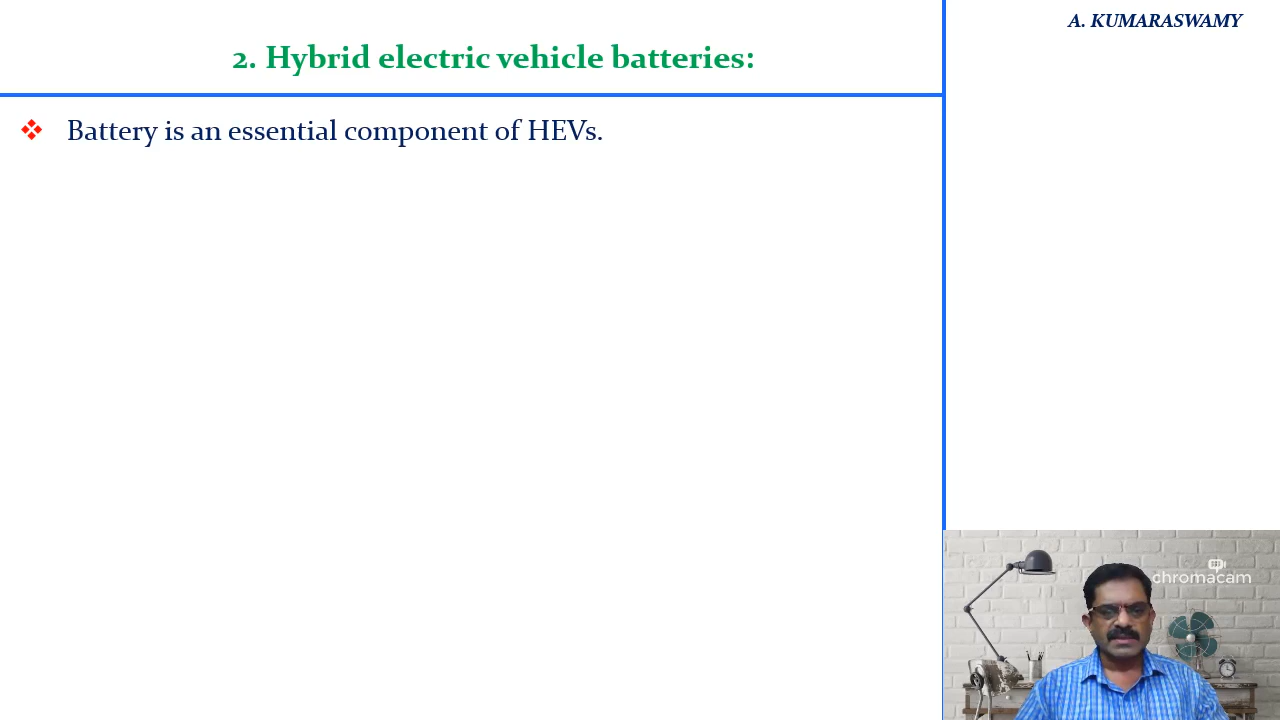 A. KUMARASWAMY
2. Hybrid electric vehicle batteries:
❖ Battery is an essential component of HEVs.
chromacam